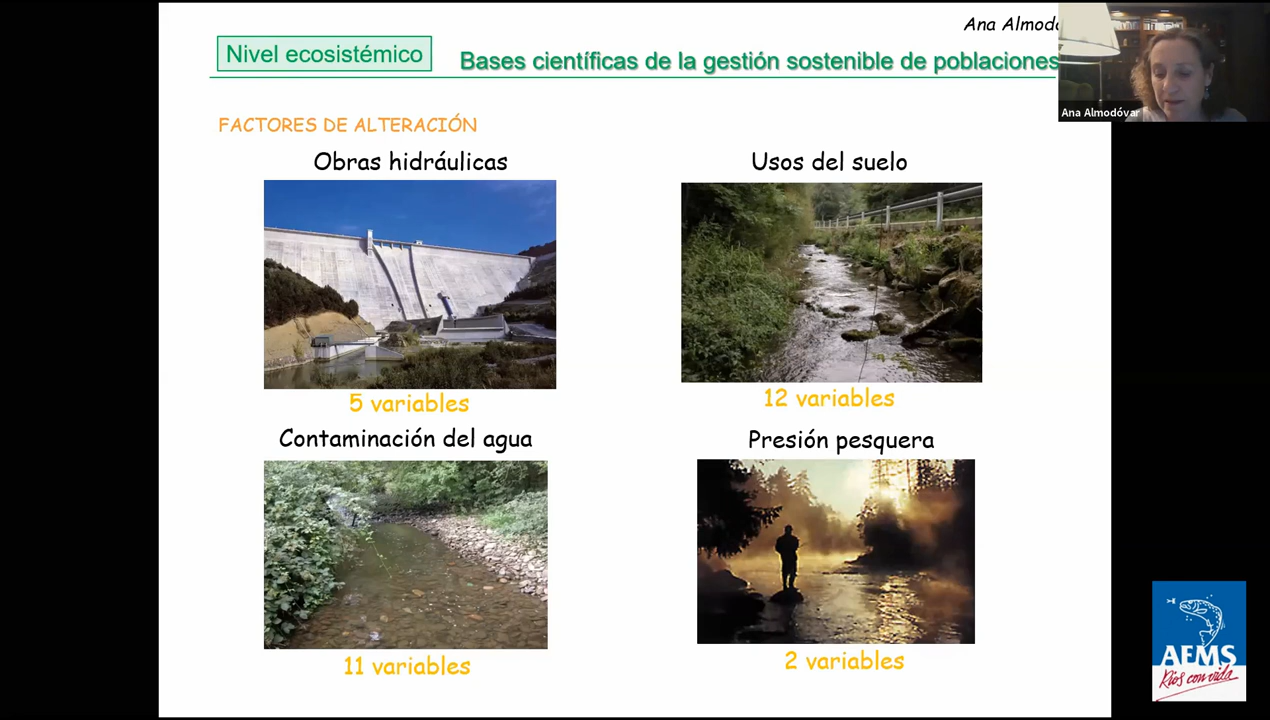 Ana Almodó
Nivel ecosistémico
Bases científicas de la gestión sostenible de poblaciones
Ana Almodóvar
FACTORES DE ALTERACIÓN
Obras hidráulicas
Usos del suelo
5 variables
12 variables
Contaminación del agua
Presión pesquera
11 variables
2 variables
AEMS
Ríos con vida